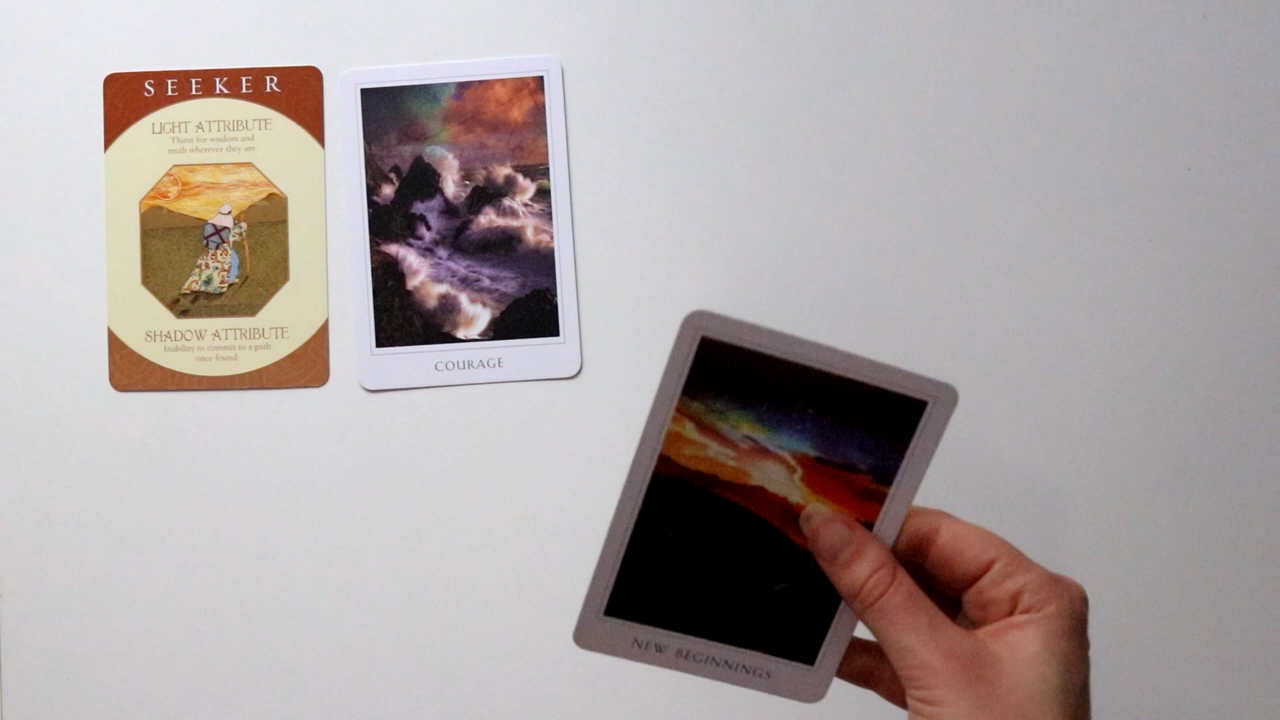 SEEKER
LIGHT ATTRIBUTE
Thirst for wisdom and
truth wherever they are.
SHADOW ATTRIBUTE
Inability to commit to a path
once found.
COURAGE
NEW BEGINNINGS